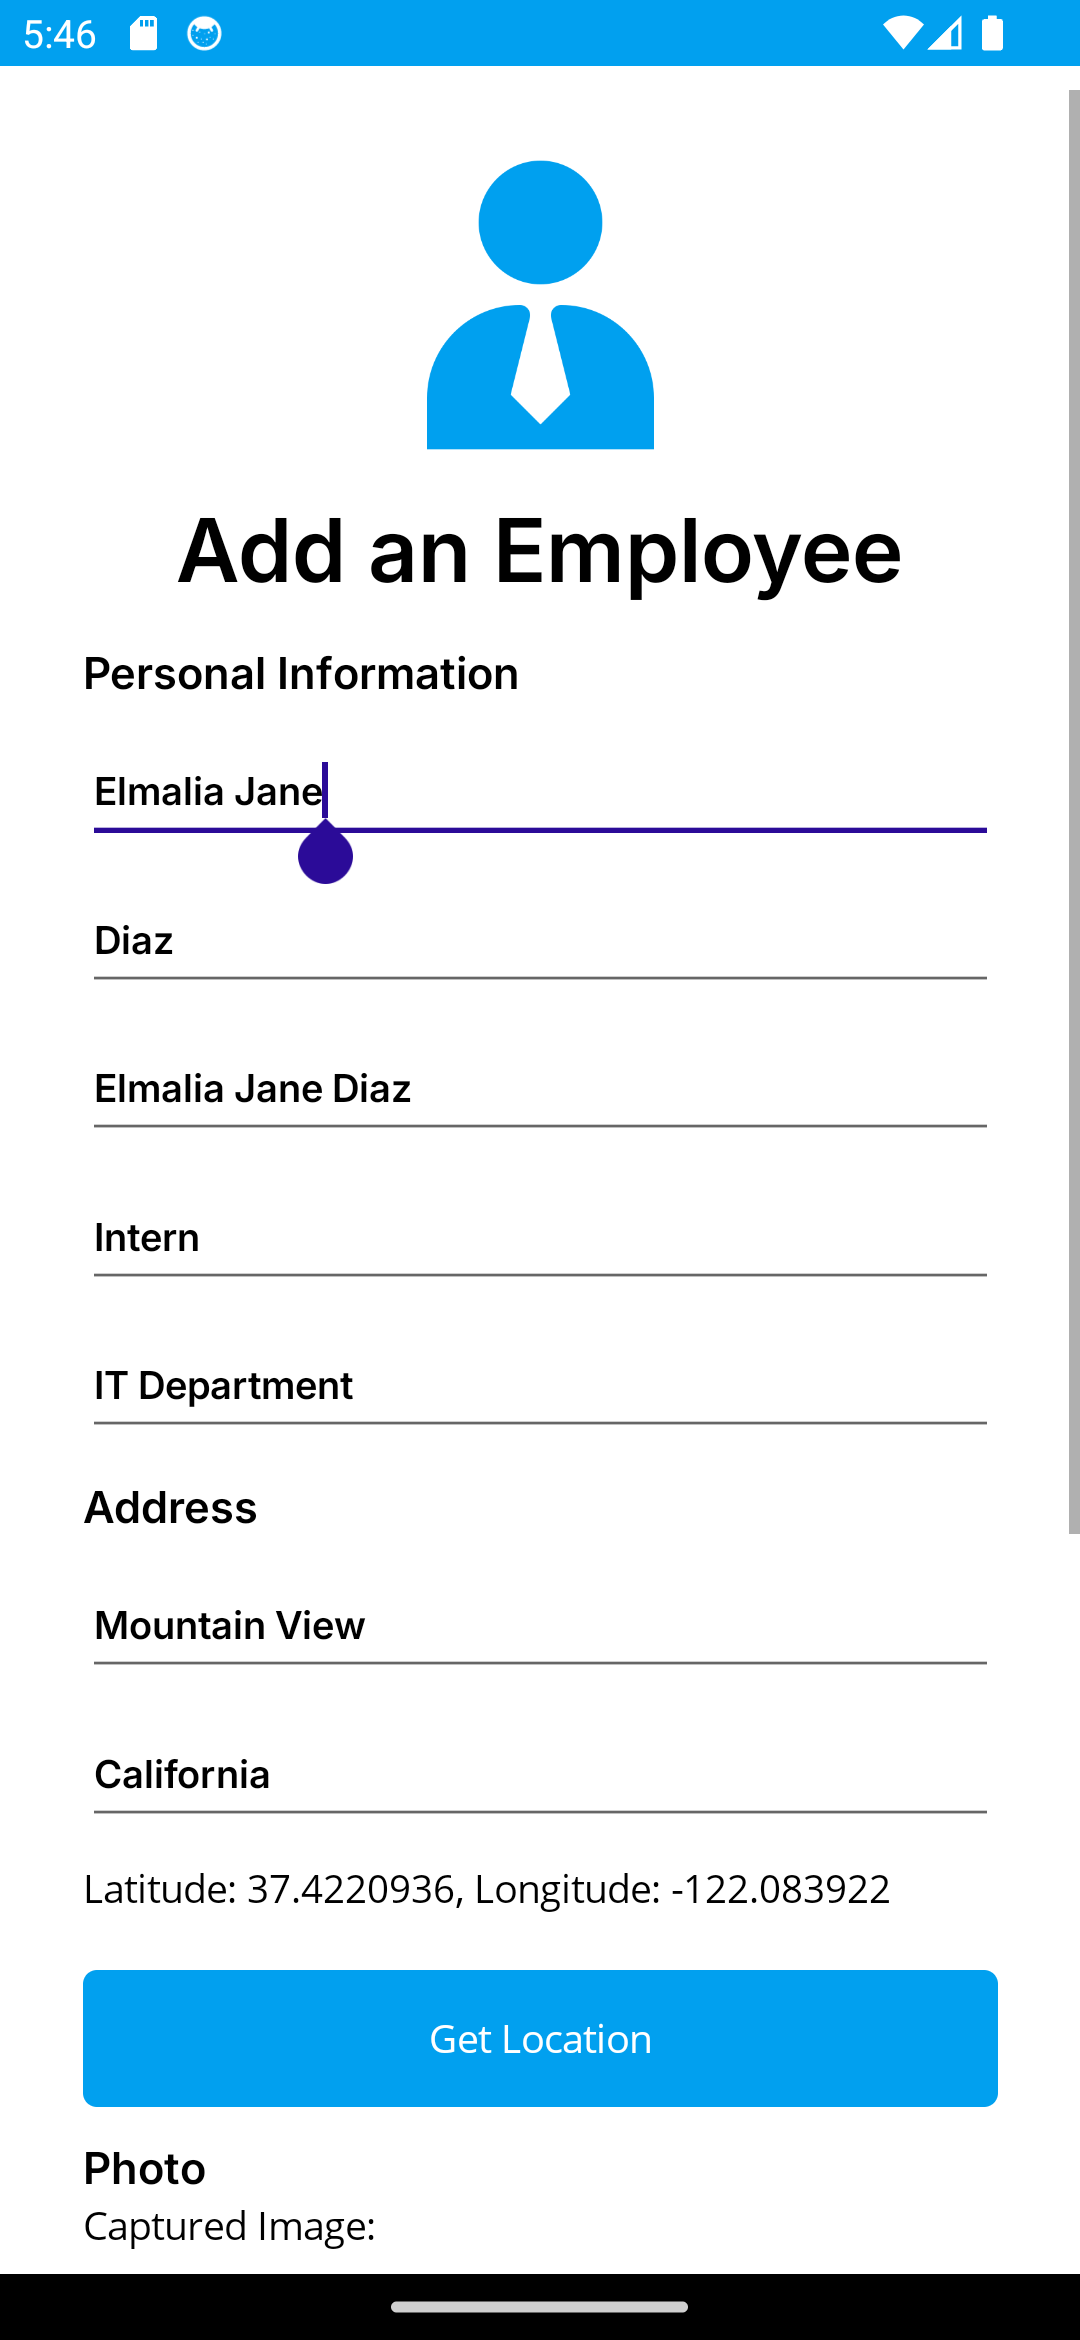 5:46
Add an Employee
Personal Information
Elmalia Jane
Diaz
Elmalia Jane Diaz
Intern
IT Department
Address
Mountain View
California
Latitude: 37.4220936, Longitude: -122.083922
Get Location
Photo
Captured Image: